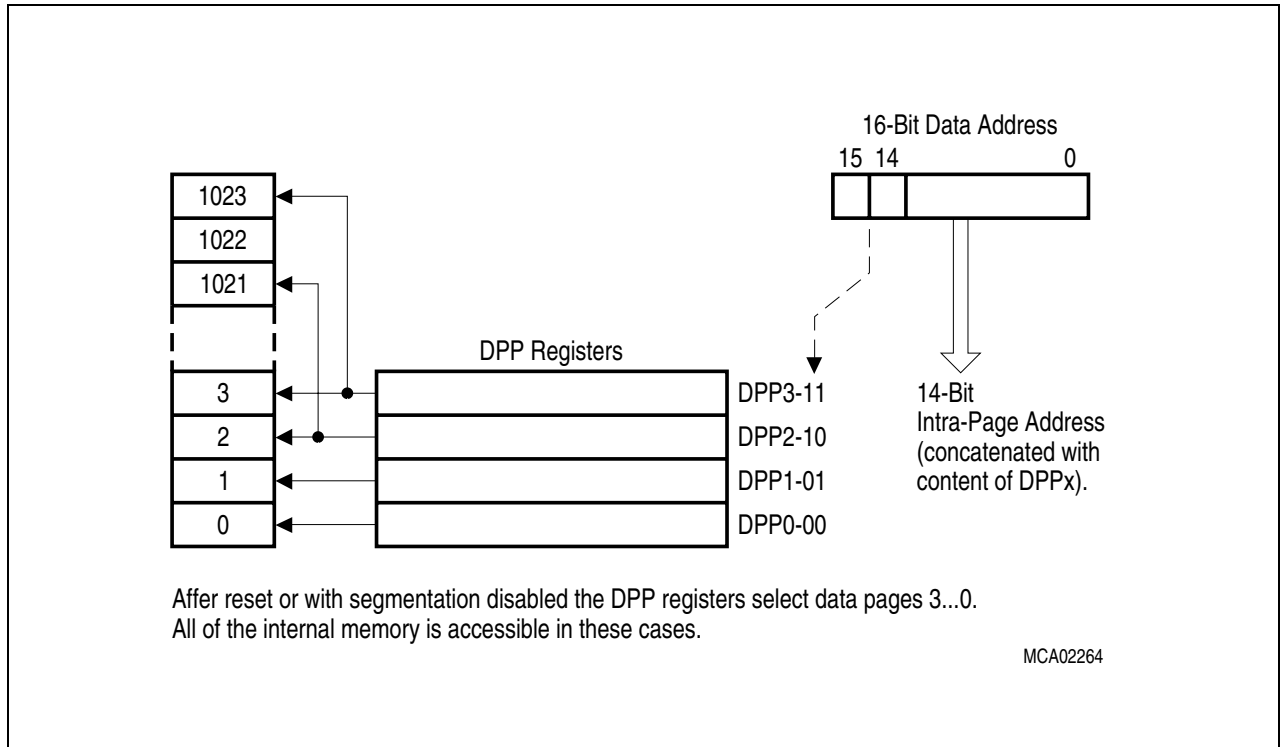 16-Bit Data Address
15 14 0
1023
1022
1021
DPP Registers
3
DPP3-11
2
DPP2-10
1
DPP1-01
0
DPP0-00
14-Bit
Intra-Page Address
(concatenated with
content of DPPx).
Affer reset or with segmentation disabled the DPP registers select data pages 3...0.
All of the internal memory is accessible in these cases.
MCA02264